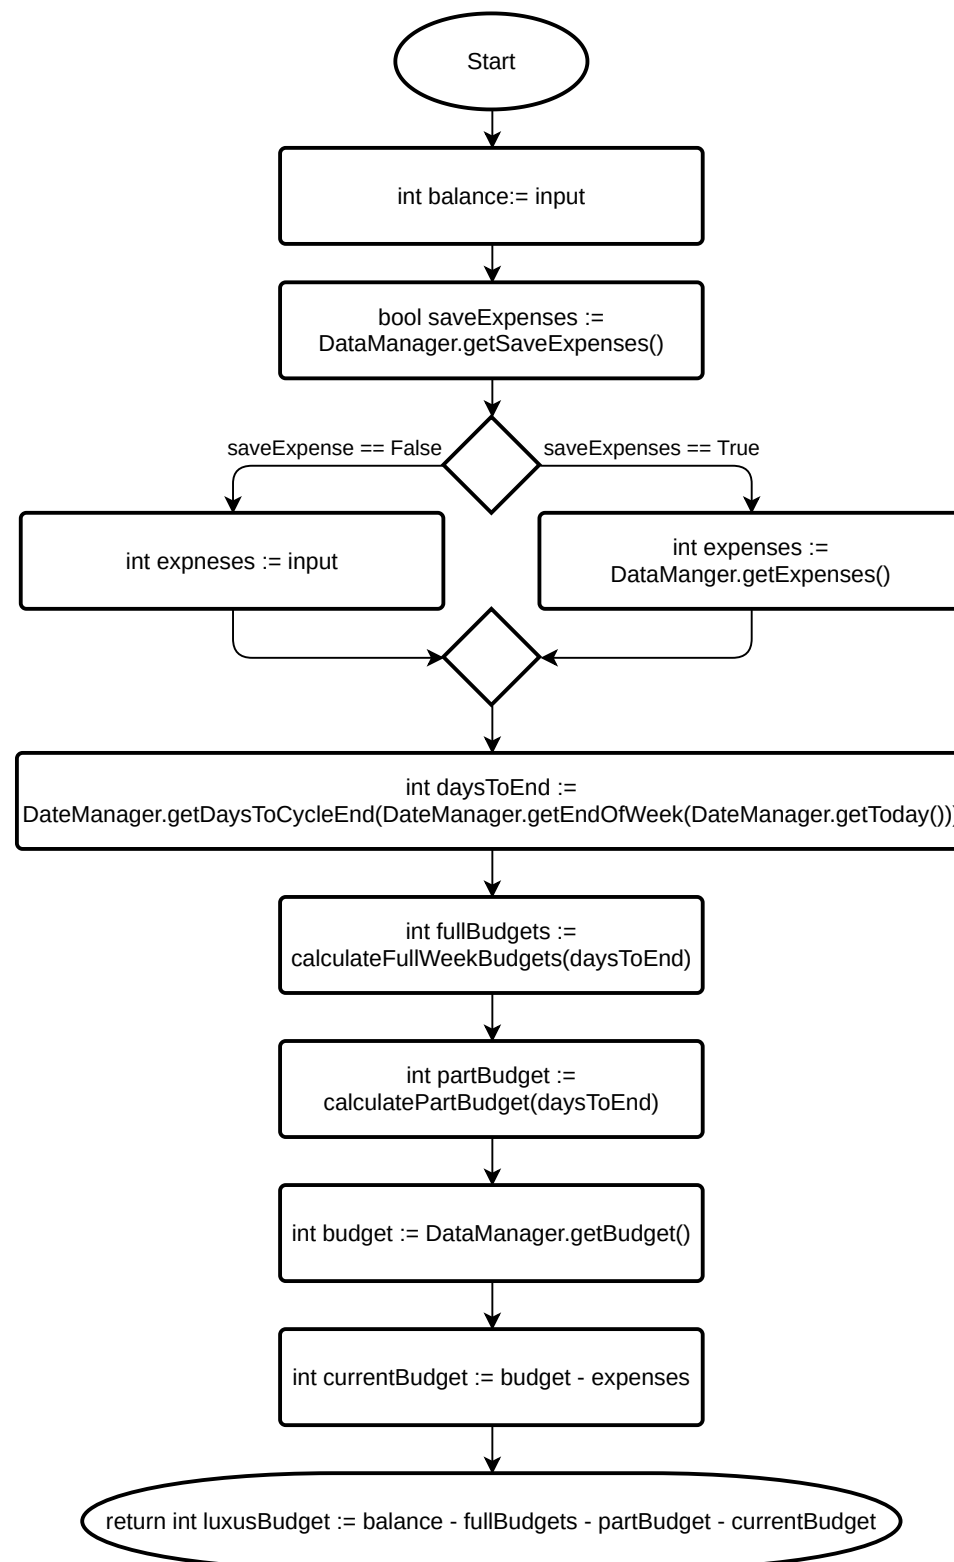 Start
int balance:= input
bool saveExpenses :=
DataManager.getSaveExpenses()
saveExpense == False
saveExpenses == True
int expneses := input
int expenses :=
DataManger.getExpenses()
int daysToEnd :=
DateManager.getDaysToCycleEnd(DateManager.getEndOfWeek(DateManager.getToday()))
int fullBudgets :=
calculateFullWeekBudgets(daysToEnd)
int partBudget :=
calculatePartBudget(daysToEnd)
int budget := DataManager.getBudget()
int currentBudget := budget - expenses
return int luxusBudget := balance - fullBudgets - partBudget - currentBudget